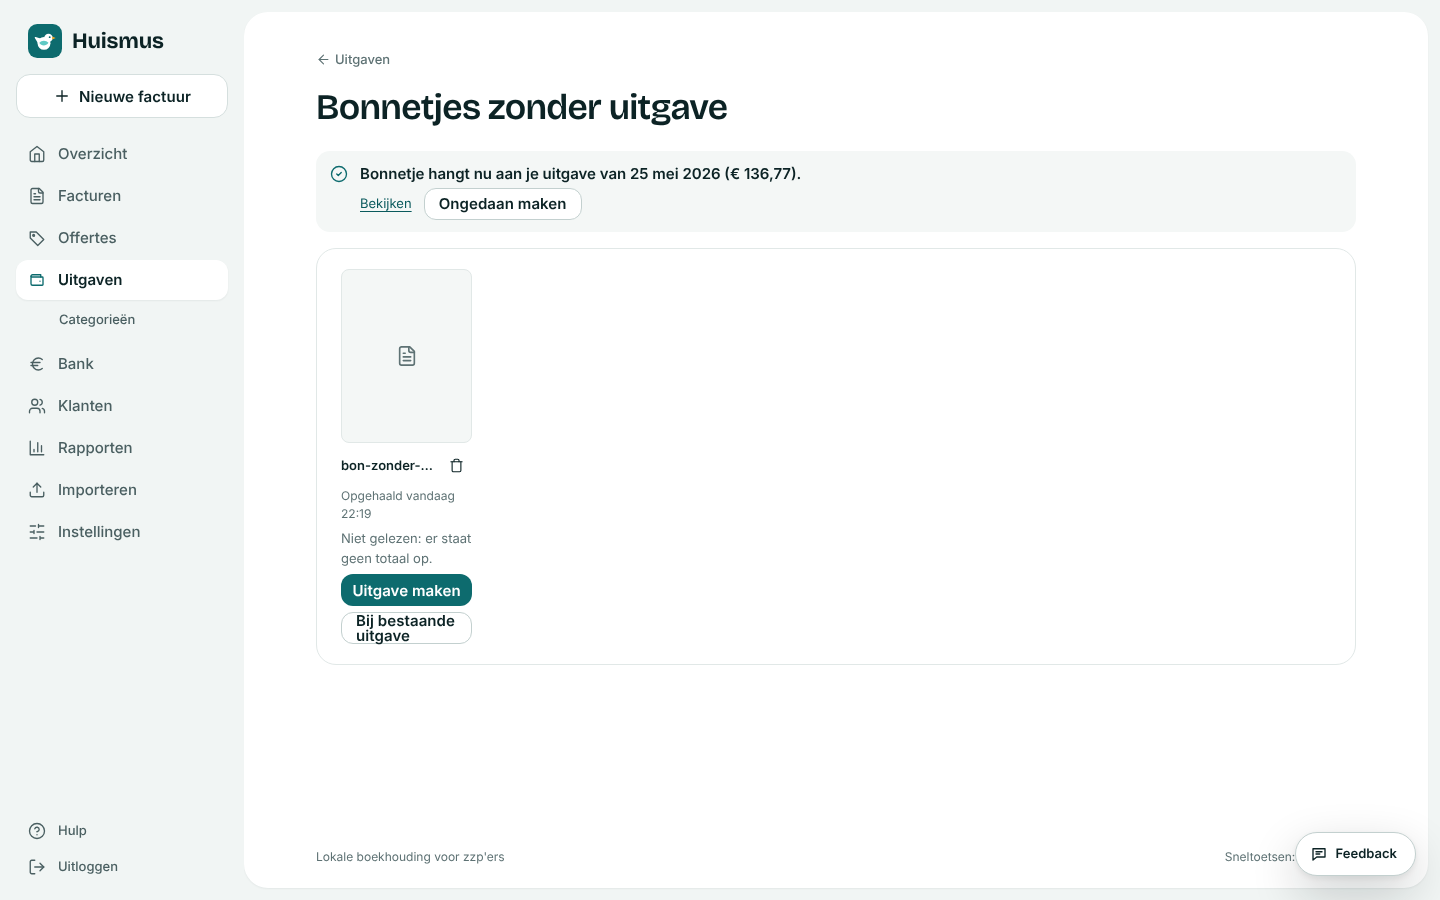 Huismus
Nieuwe factuur
Overzicht
Facturen
Offertes
Uitgaven
Categorieën
Bank
Klanten
Rapporten
Importeren
Instellingen
Hulp
Uitloggen
Uitgaven
Bonnetjes zonder uitgave
Bonnetje hangt nu aan je uitgave van 25 mei 2026 (€ 136,77).
Bekijken Ongedaan maken
bon-zonder-...
Opgehaald vandaag
22:19
Niet gelezen: er staat
geen totaal op.
Uitgave maken
Bij bestaande
uitgave
Lokale boekhouding voor zzp'ers
Sneltoetsen:
Feedback